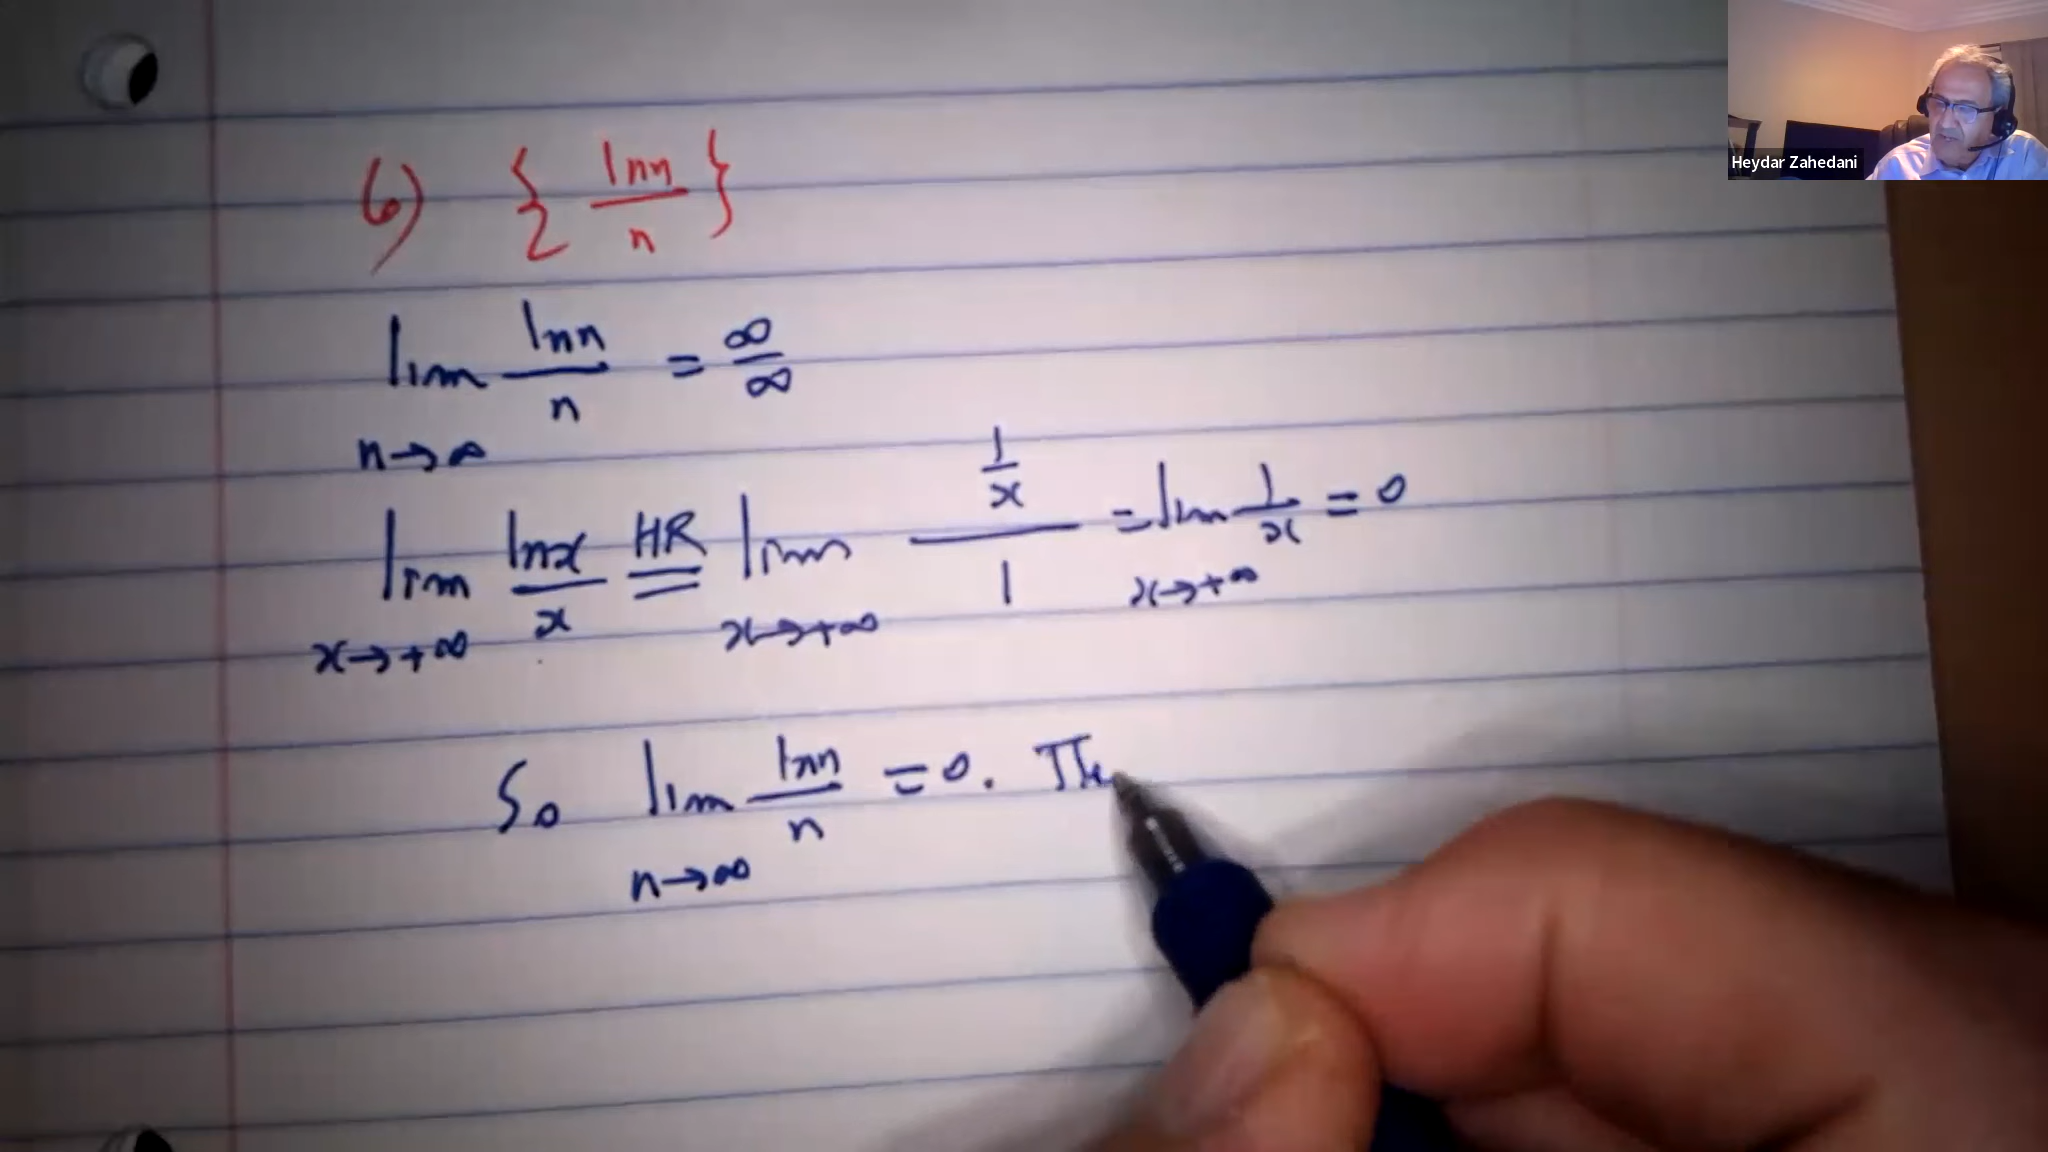 Heydar Zahedani
6) { ln n / n }
lim n→∞ ln n / n = ∞/∞
lim x→+∞ ln x / x HR= lim x→+∞ (1/x) / 1 = lim x→+∞ 1/x = 0
So lim n→∞ ln n / n = 0. The